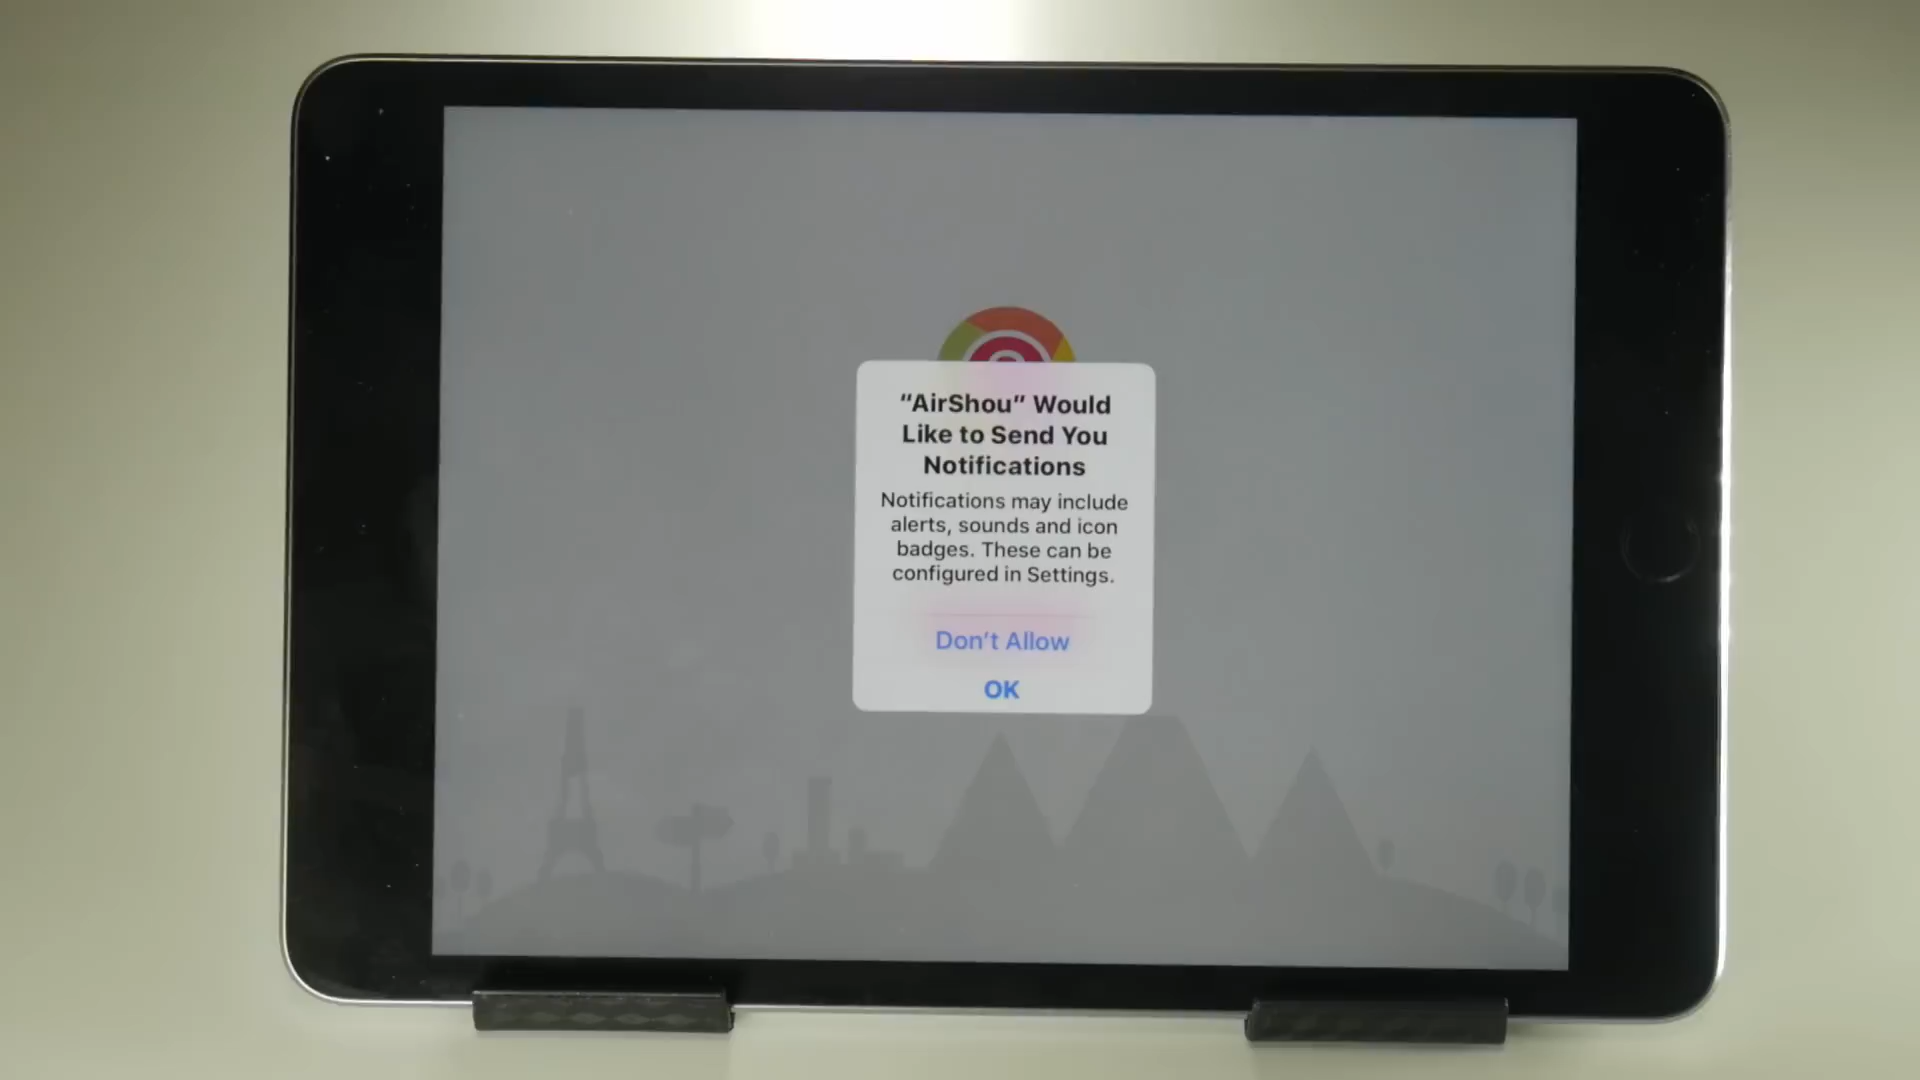 “AirShou” Would
Like to Send You
Notifications
Notifications may include
alerts, sounds and icon
badges. These can be
configured in Settings.
Don’t Allow
OK